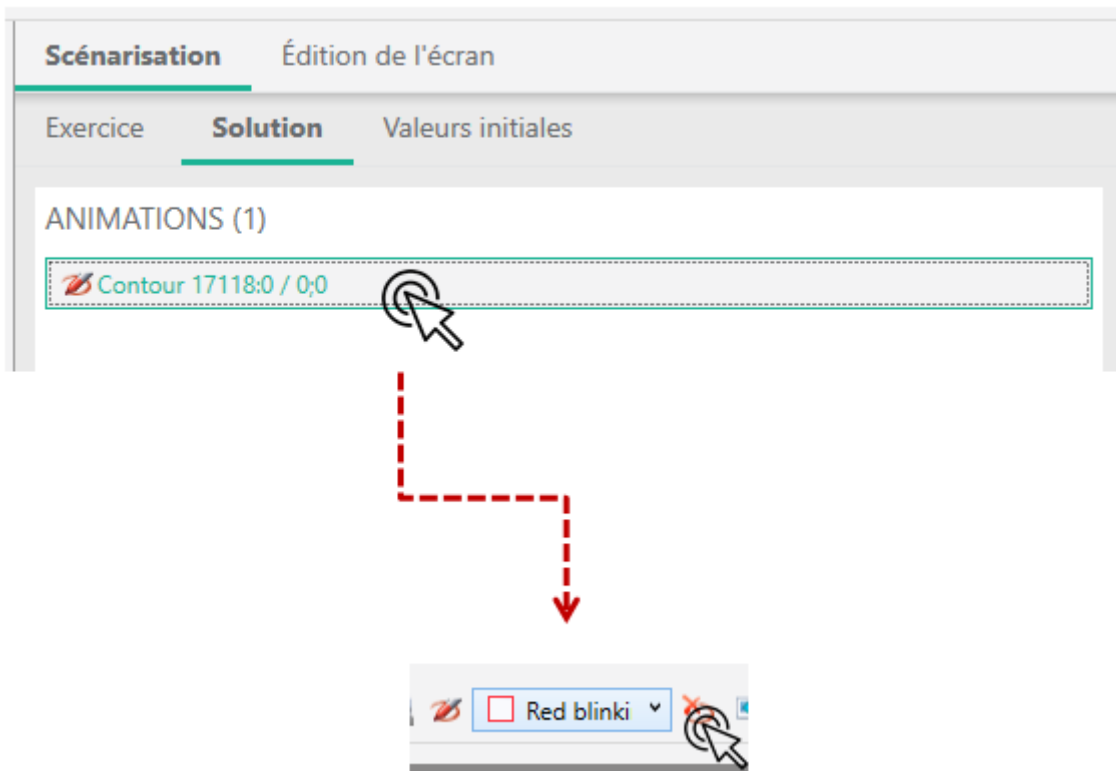 Scénarisation Édition de l'écran
Exercice Solution Valeurs initiales
ANIMATIONS (1)
Contour 17118:0 / 0;0
Red blinki